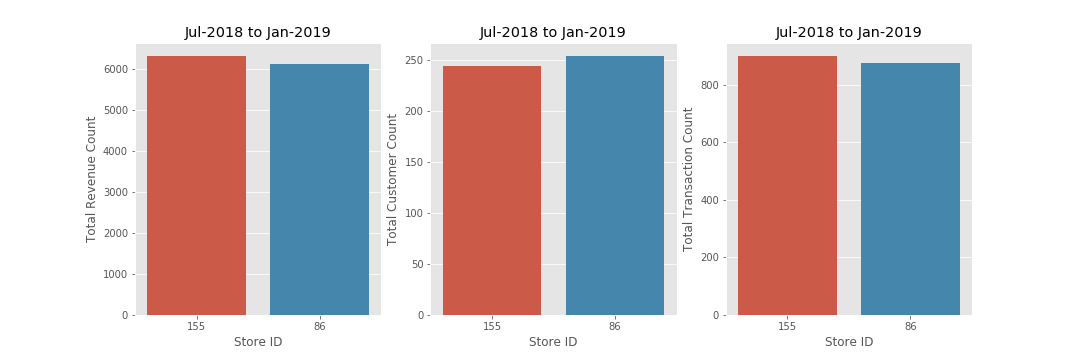 Jul-2018 to Jan-2019
Total Revenue Count
6000
5000
4000
3000
2000
1000
0
155
86
Store ID
Jul-2018 to Jan-2019
Total Customer Count
250
200
150
100
50
0
155
86
Store ID
Jul-2018 to Jan-2019
Total Transaction Count
800
600
400
200
0
155
86
Store ID